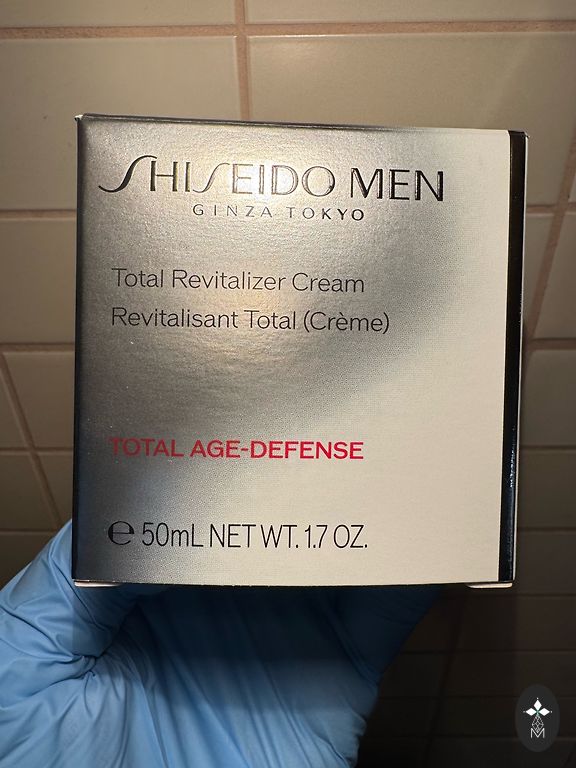 SHISEIDO MEN
GINZA TOKYO
Total Revitalizer Cream
Revitalisant Total (Crème)
TOTAL AGE-DEFENSE
℮ 50mL NET WT. 1.7 OZ.
M